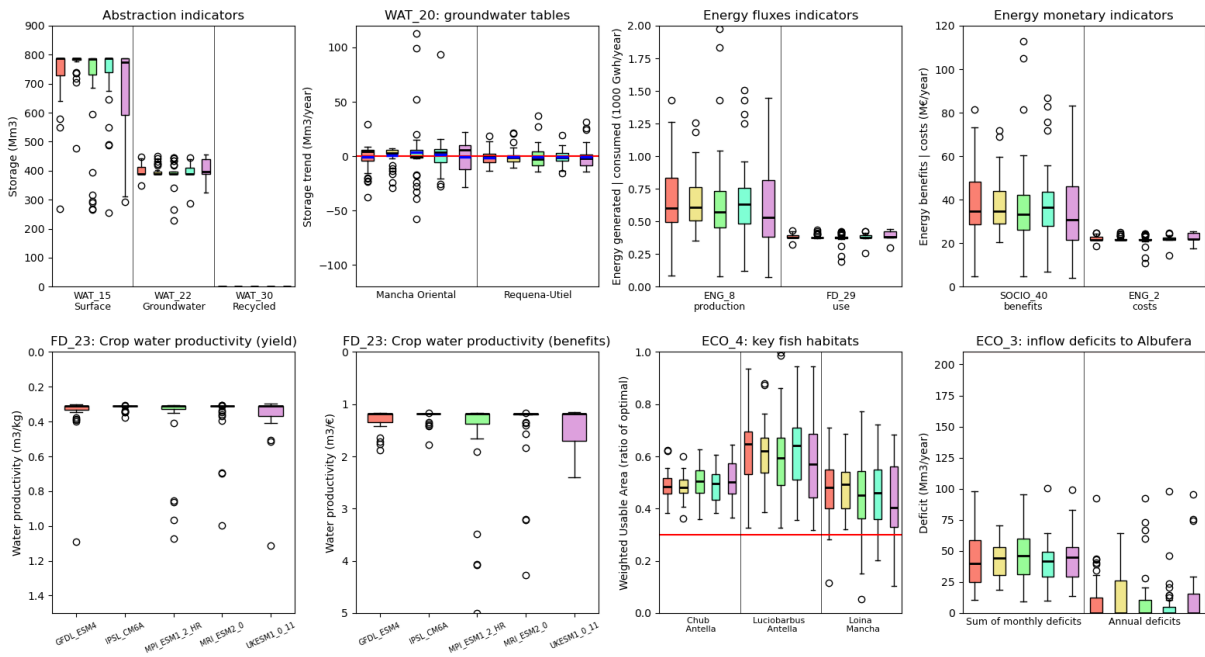 Abstraction indicators
Storage (Mm3)
900
800
700
600
500
400
300
200
100
0
WAT_15
Surface
WAT_22
Groundwater
WAT_30
Recycled
WAT_20: groundwater tables
Storage trend (Mm3/year)
100
50
0
−50
−100
Mancha Oriental
Requena-Utiel
Energy fluxes indicators
Energy generated | consumed (1000 Gwh/year)
2.00
1.75
1.50
1.25
1.00
0.75
0.50
0.25
0.00
ENG_8
production
FD_29
use
Energy monetary indicators
Energy benefits | costs (M€/year)
120
100
80
60
40
20
0
SOCIO_40
benefits
ENG_2
costs
FD_23: Crop water productivity (yield)
Water productivity (m3/kg)
0.0
0.2
0.4
0.6
0.8
1.0
1.2
1.4
GFDL_ESM4
IPSL_CM6A
MPI_ESM1_2_HR
MRI_ESM2_0
UKESM1_0_11
FD_23: Crop water productivity (benefits)
Water productivity (m3/€)
0
1
2
3
4
5
GFDL_ESM4
IPSL_CM6A
MPI_ESM1_2_HR
MRI_ESM2_0
UKESM1_0_11
ECO_4: key fish habitats
Weighted Usable Area (ratio of optimal)
1.0
0.8
0.6
0.4
0.2
0.0
Chub
Antella
Luciobarbus
Antella
Loina
Mancha
ECO_3: inflow deficits to Albufera
Deficit (Mm3/year)
200
175
150
125
100
75
50
25
0
Sum of monthly deficits
Annual deficits